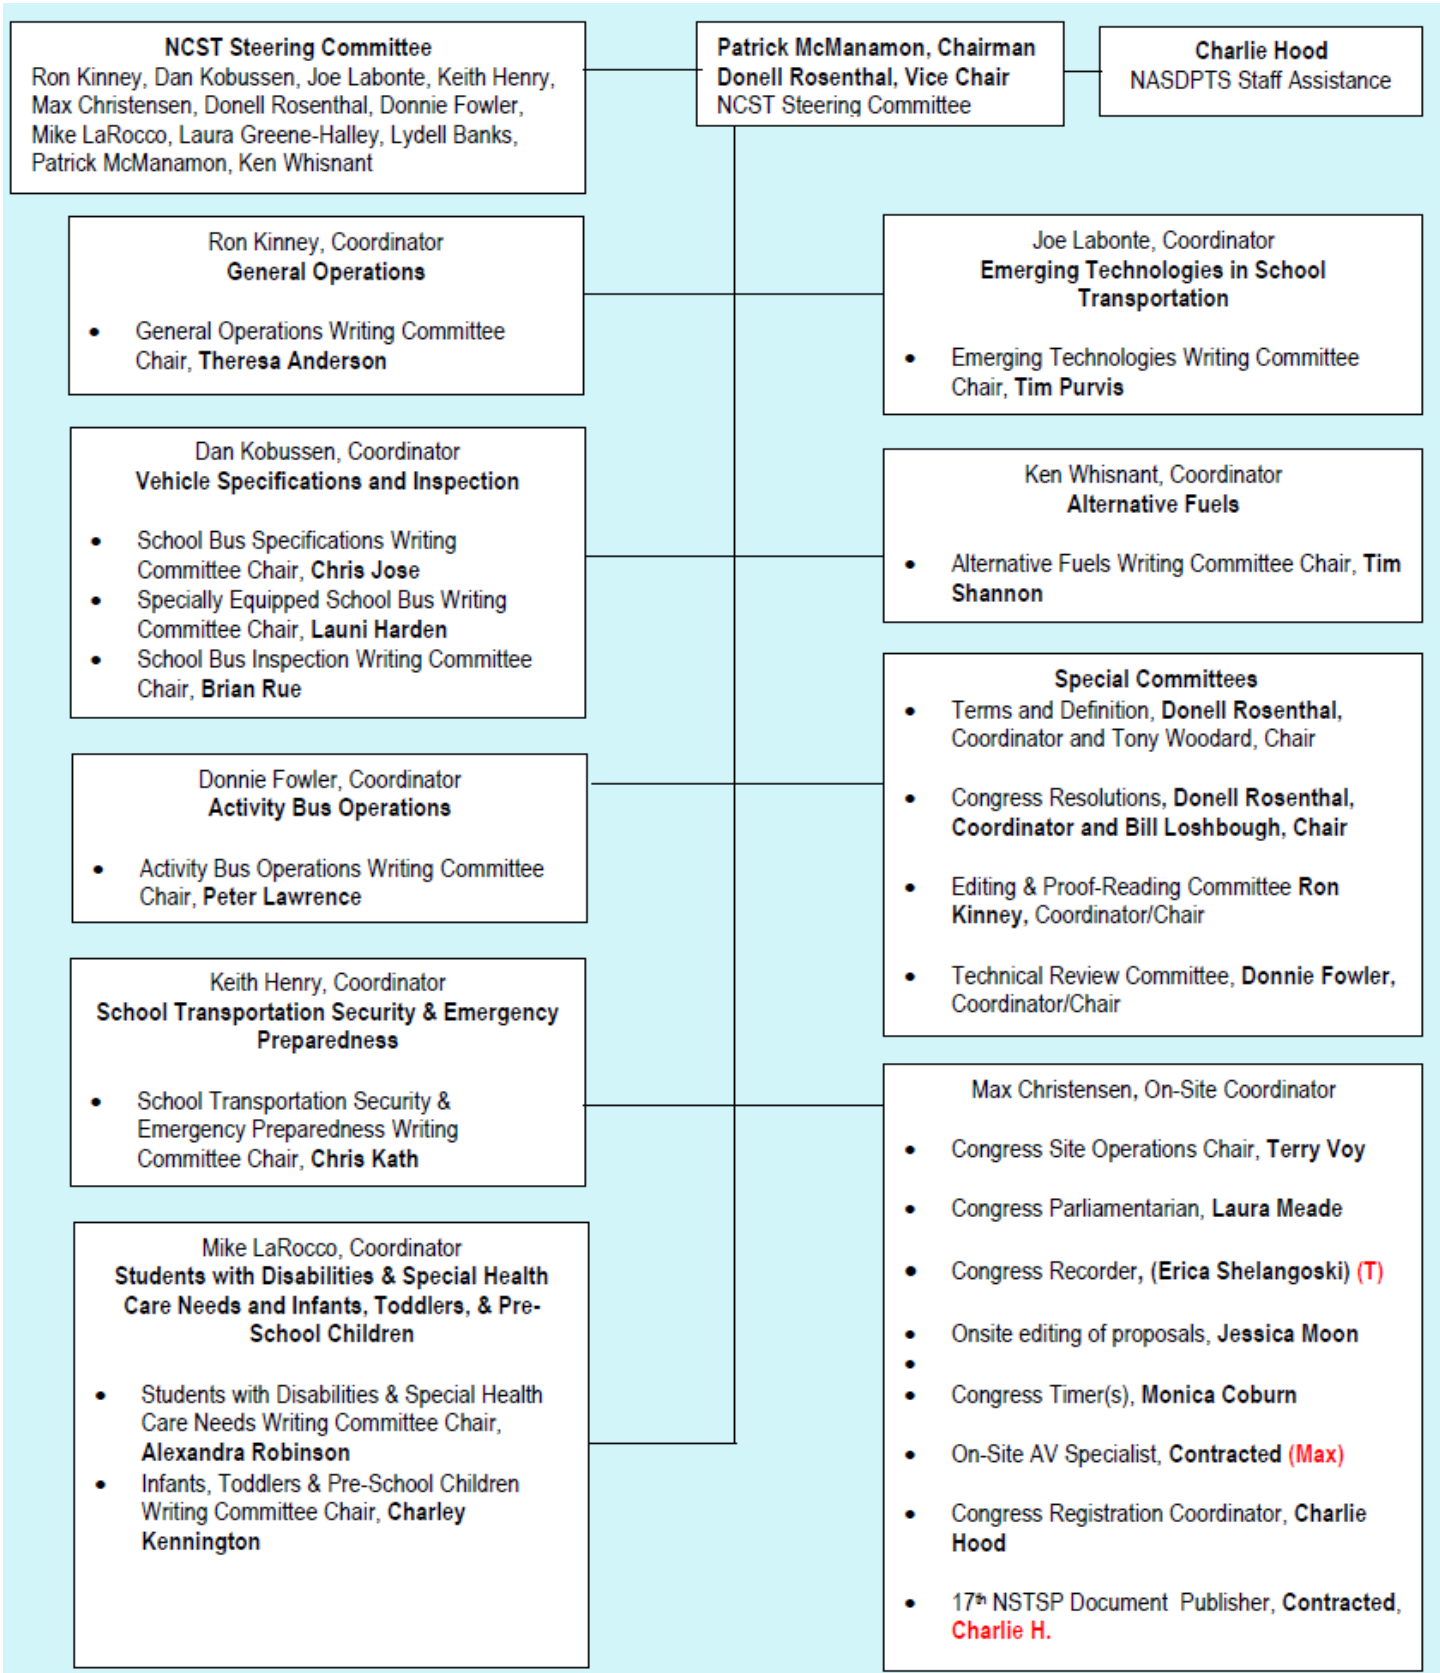 NCST Steering Committee
Ron Kinney, Dan Kobussen, Joe Labonte, Keith Henry,
Max Christensen, Donell Rosenthal, Donnie Fowler,
Mike LaRocco, Laura Greene-Halley, Lydell Banks,
Patrick McManamon, Ken Whisnant
Patrick McManamon, Chairman
Donell Rosenthal, Vice Chair
NCST Steering Committee
Charlie Hood
NASDPTS Staff Assistance
Ron Kinney, Coordinator
General Operations
• General Operations Writing Committee
Chair, Theresa Anderson
Joe Labonte, Coordinator
Emerging Technologies in School
Transportation
• Emerging Technologies Writing Committee
Chair, Tim Purvis
Dan Kobussen, Coordinator
Vehicle Specifications and Inspection
• School Bus Specifications Writing
Committee Chair, Chris Jose
• Specially Equipped School Bus Writing
Committee Chair, Launi Harden
• School Bus Inspection Writing Committee
Chair, Brian Rue
Ken Whisnant, Coordinator
Alternative Fuels
• Alternative Fuels Writing Committee Chair, Tim
Shannon
Donnie Fowler, Coordinator
Activity Bus Operations
• Activity Bus Operations Writing Committee
Chair, Peter Lawrence
Special Committees
• Terms and Definition, Donell Rosenthal,
Coordinator and Tony Woodard, Chair
• Congress Resolutions, Donell Rosenthal,
Coordinator and Bill Loshbough, Chair
• Editing & Proof-Reading Committee Ron
Kinney, Coordinator/Chair
• Technical Review Committee, Donnie Fowler,
Coordinator/Chair
Keith Henry, Coordinator
School Transportation Security & Emergency
Preparedness
• School Transportation Security &
Emergency Preparedness Writing
Committee Chair, Chris Kath
Mike LaRocco, Coordinator
Students with Disabilities & Special Health
Care Needs and Infants, Toddlers, & Pre-
School Children
• Students with Disabilities & Special Health
Care Needs Writing Committee Chair,
Alexandra Robinson
• Infants, Toddlers & Pre-School Children
Writing Committee Chair, Charley
Kennington
Max Christensen, On-Site Coordinator
• Congress Site Operations Chair, Terry Voy
• Congress Parliamentarian, Laura Meade
• Congress Recorder, (Erica Shelangoski) (T)
• Onsite editing of proposals, Jessica Moon
•
• Congress Timer(s), Monica Coburn
• On-Site AV Specialist, Contracted (Max)
• Congress Registration Coordinator, Charlie
Hood
• 17th NSTSP Document Publisher, Contracted,
Charlie H.